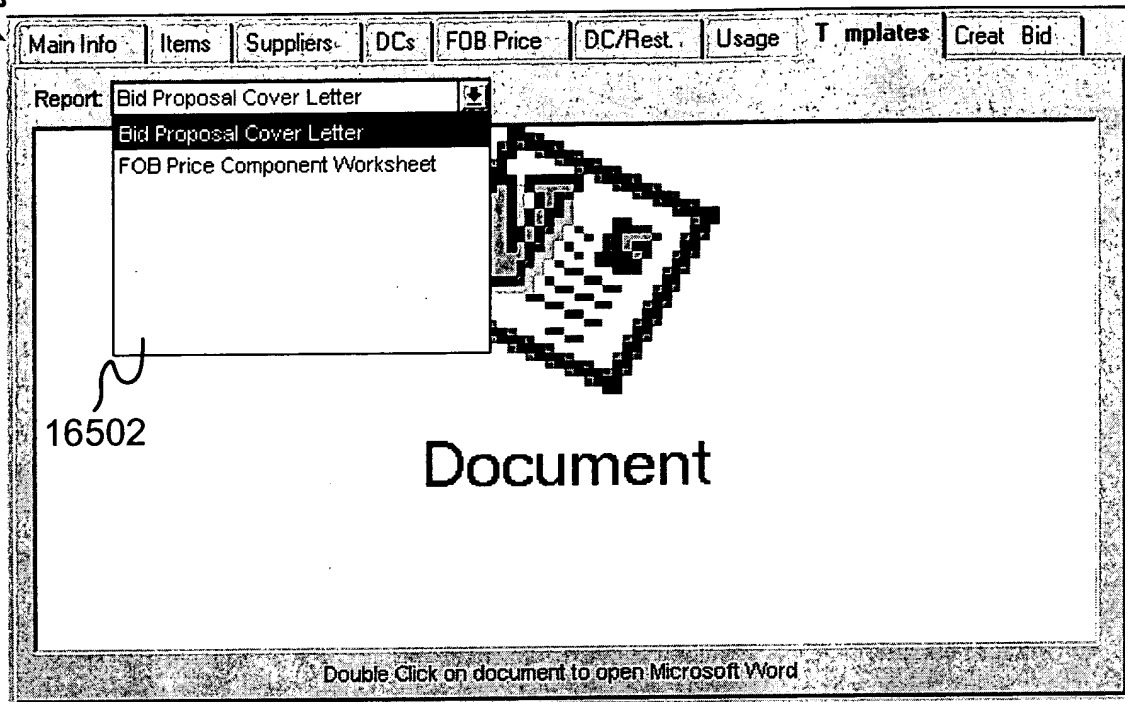 Main Info Items Suppliers DCs FOB Price DC/Rest. Usage T mplates Creat Bid
Report: Bid Proposal Cover Letter
Bid Proposal Cover Letter
FOB Price Component Worksheet
16502
Document
Double Click on document to open Microsoft Word